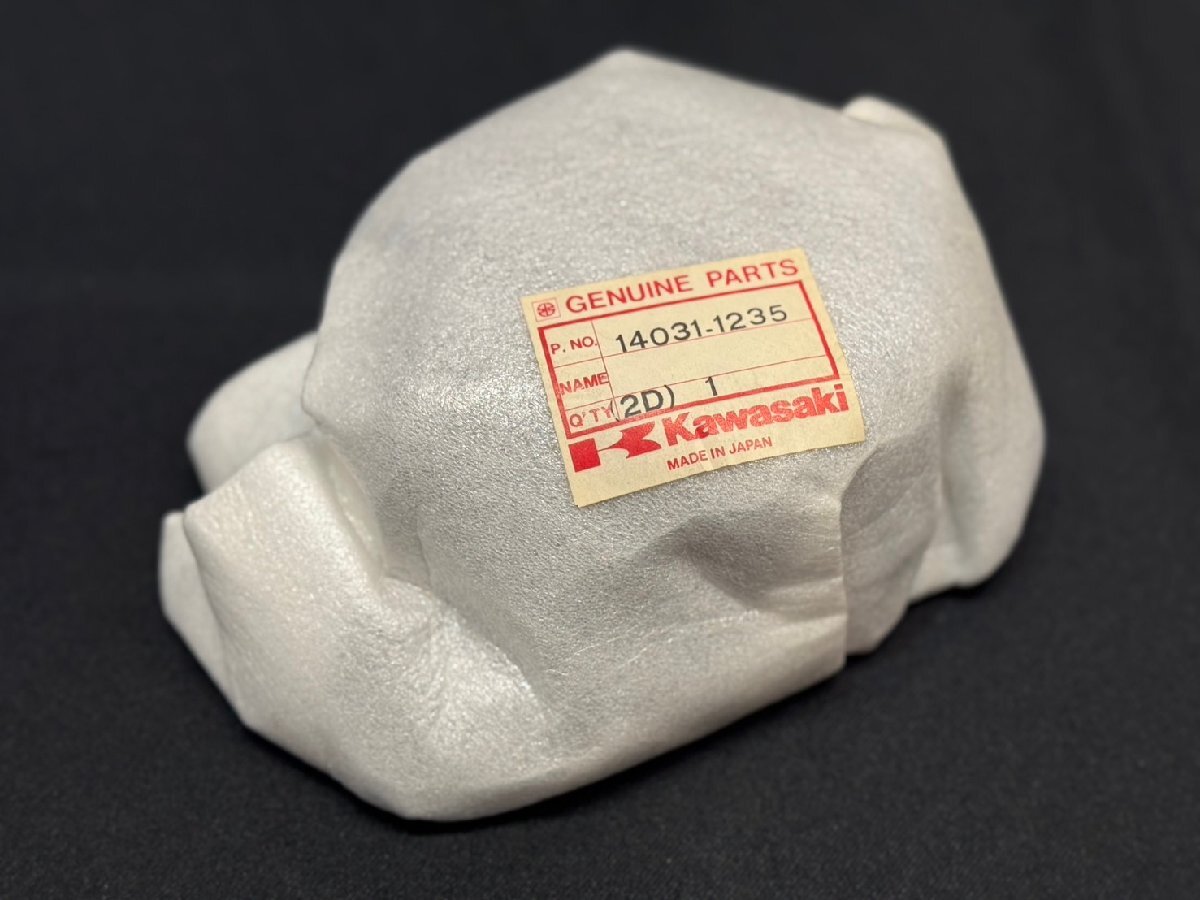 GENUINE PARTS
P. NO. 14031-1235
NAME
Q'TY (2D) 1
Kawasaki
MADE IN JAPAN